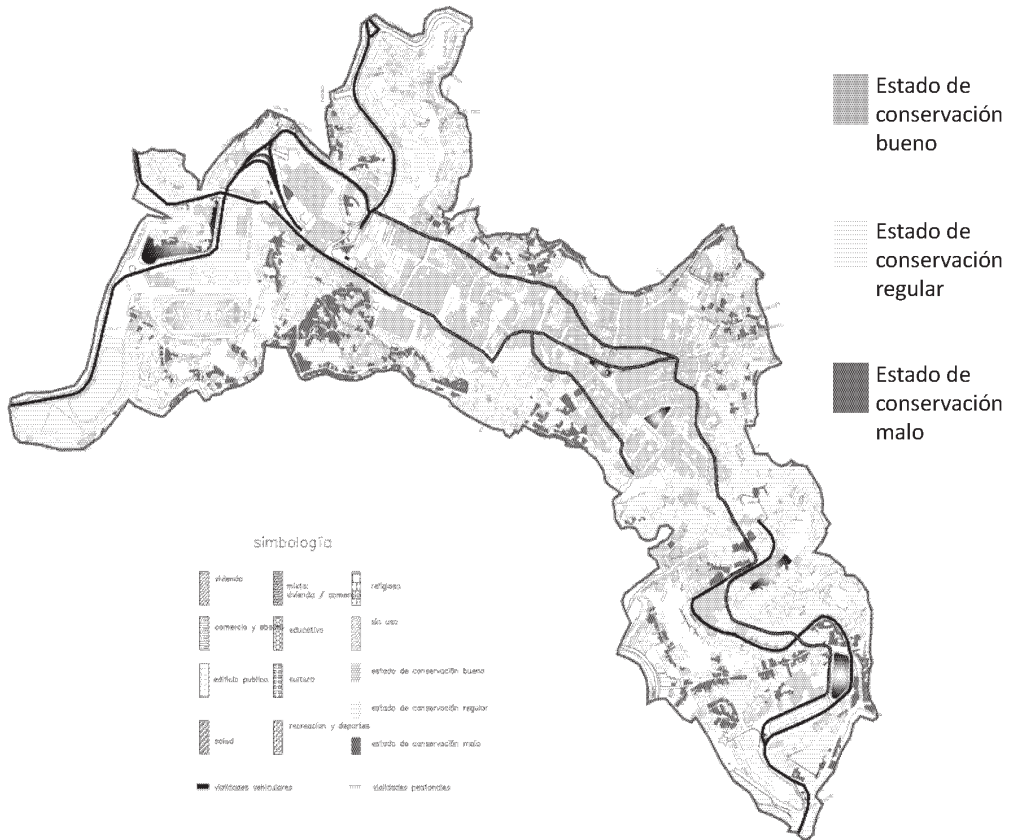 Estado de
conservación
bueno
Estado de
conservación
regular
Estado de
conservación
malo
simbología
vivienda
mixto
vivienda / comercio
religioso
comercio y abasto
educativo
sin uso
edificio publico
cultura
estado de conservación bueno
estado de conservación regular
salud
recreacion y deportes
estado de conservación malo
vialidades vehiculares
vialidades peatonales